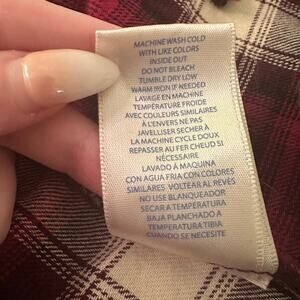 MACHINE WASH COLD
WITH LIKE COLORS
INSIDE OUT
DO NOT BLEACH
TUMBLE DRY LOW
WARM IRON IF NEEDED
LAVAGE EN MACHINE
TEMPÉRATURE FROIDE
AVEC COULEURS SIMILAIRES
À L'ENVERS NE PAS
JAVELLISER SECHER À
LA MACHINE CYCLE DOUX
REPASSER AU FER CHEUD SI
NÉCESSAIRE
LAVADO À MAQUINA
CON AGUA FRIA CON COLORES
SIMILARES VOLTEAR AL REVÉS
NO USE BLANQUEADOR
SECAR A TEMPERATURA
BAJA PLANCHADO A
TEMPERATURA TIBIA
CUANDO SE NECESITE